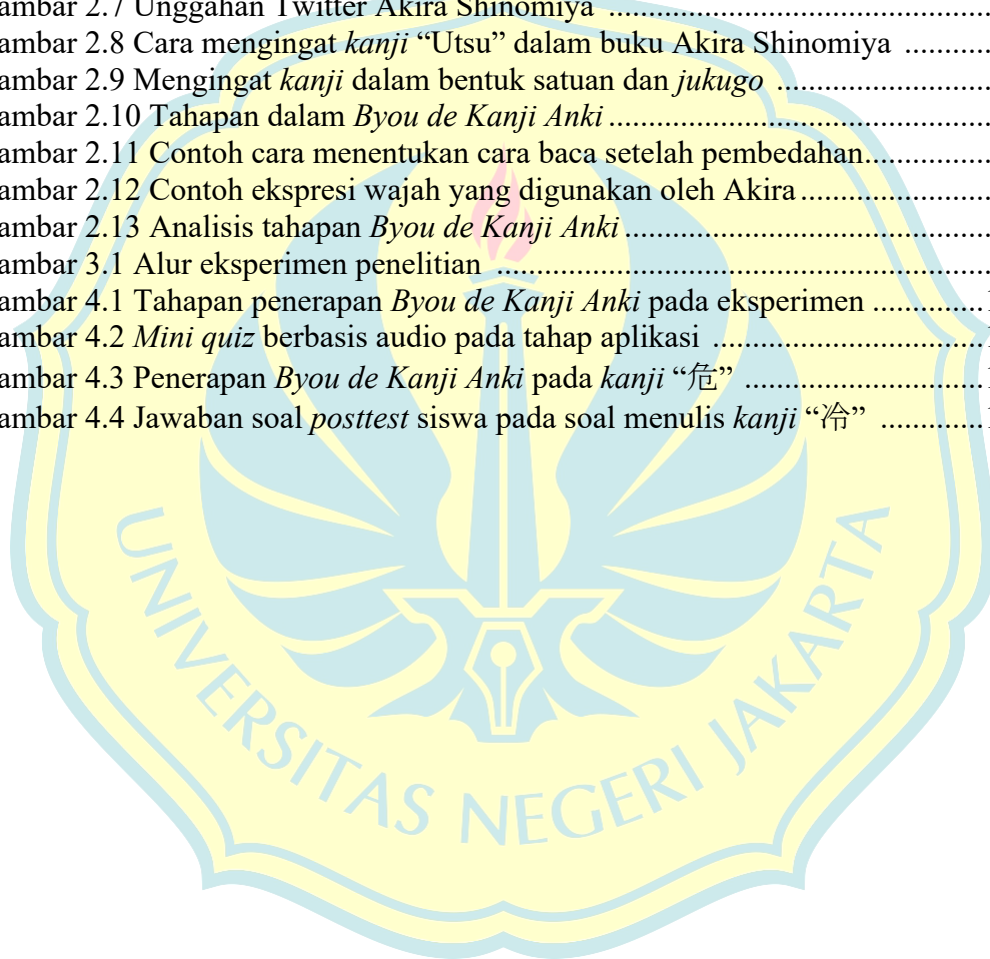 ambar 2.7 Unggahan Twitter Akira Shinomiya ..............................................
ambar 2.8 Cara mengingat kanji “Utsu” dalam buku Akira Shinomiya ...........
ambar 2.9 Mengingat kanji dalam bentuk satuan dan jukugo ..........................
ambar 2.10 Tahapan dalam Byou de Kanji Anki ..............................................
ambar 2.11 Contoh cara menentukan cara baca setelah pembedahan...............
ambar 2.12 Contoh ekspresi wajah yang digunakan oleh Akira .......................
ambar 2.13 Analisis tahapan Byou de Kanji Anki ............................................
ambar 3.1 Alur eksperimen penelitian ............................................................
ambar 4.1 Tahapan penerapan Byou de Kanji Anki pada eksperimen ..............1
ambar 4.2 Mini quiz berbasis audio pada tahap aplikasi ..................................1
ambar 4.3 Penerapan Byou de Kanji Anki pada kanji “危” ..............................1
ambar 4.4 Jawaban soal posttest siswa pada soal menulis kanji “冷” .............1
UNIVERSITAS NEGERI JAKARTA